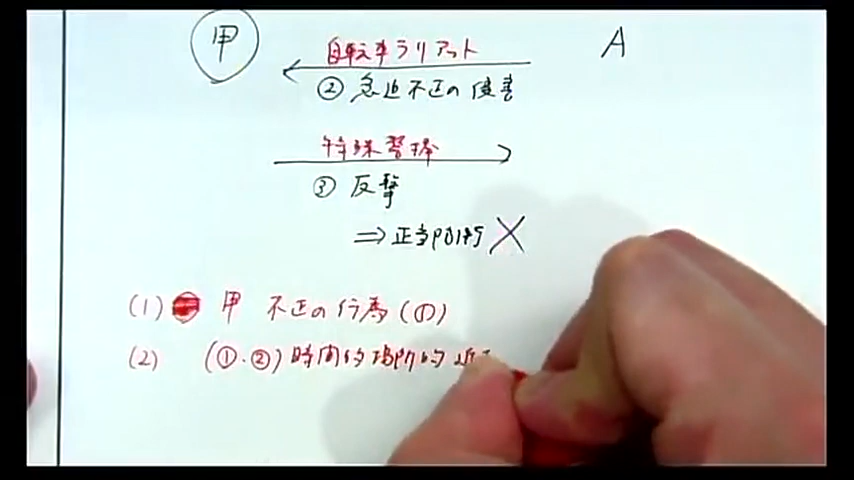 甲
A
自転車ラリアット
② 急迫不正の侵害
特殊警棒
③ 反撃
⇒ 正当防衛 ×
(1) 甲 不正の行為 (①)
(2) (①・②) 時間的場所的